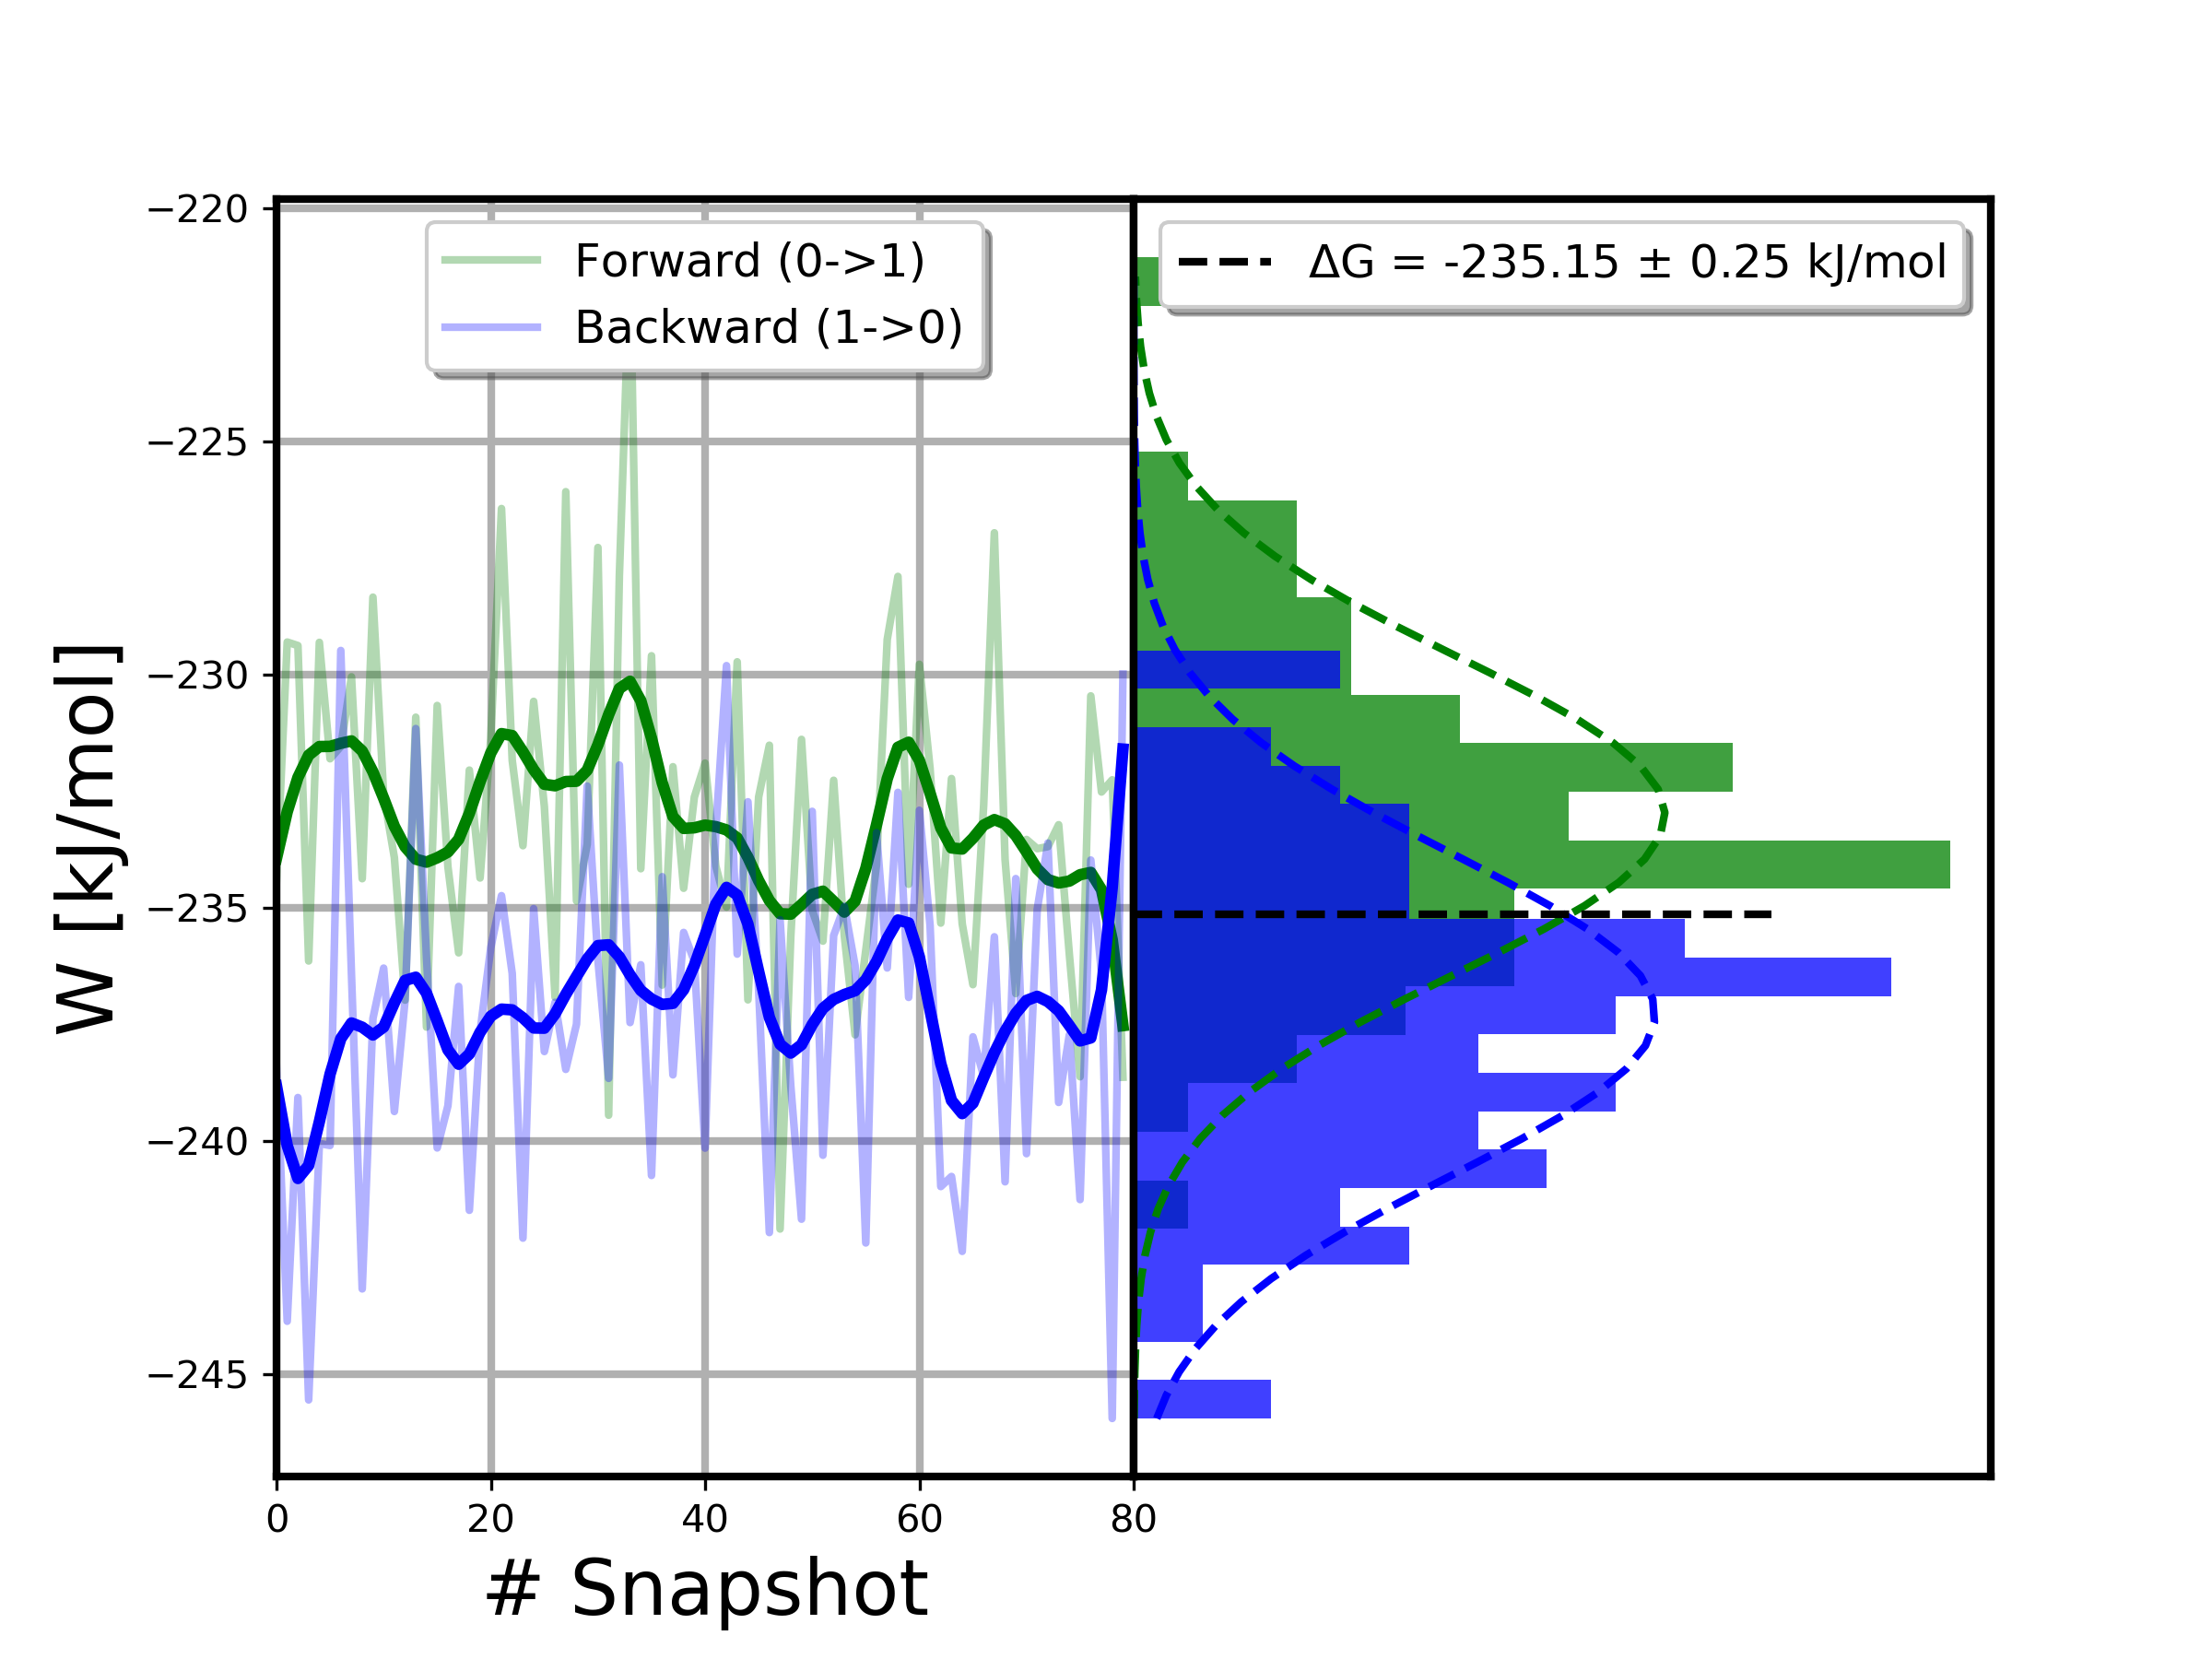 −220
−225
−230
−235
−240
−245
W [kJ/mol]
Forward (0->1)
Backward (1->0)
ΔG = -235.15 ± 0.25 kJ/mol
0 20 40 60 80
# Snapshot